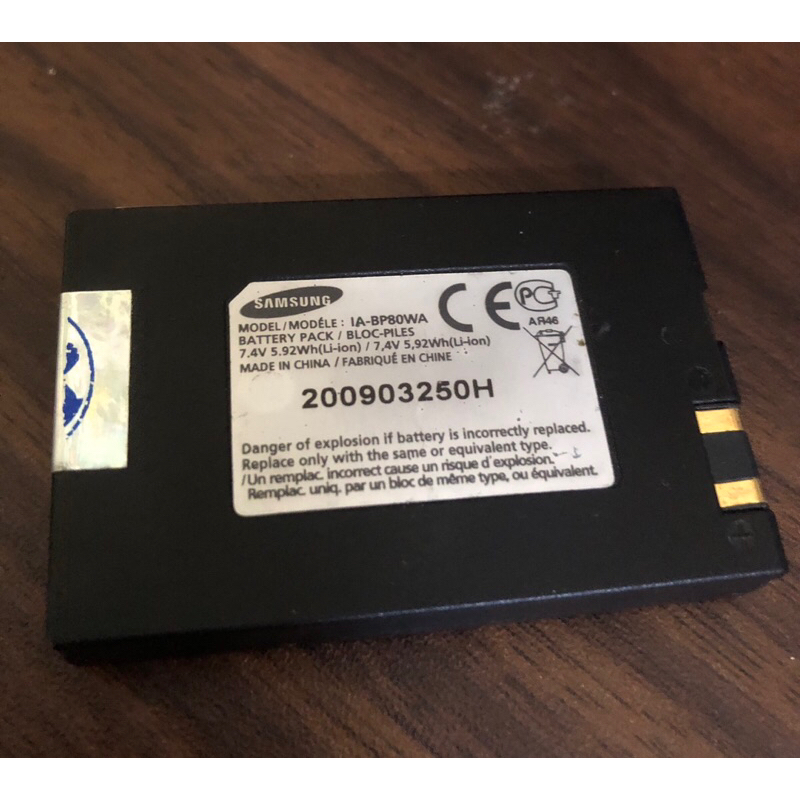 SAMSUNG
MODEL/MODÉLE : IA-BP80WA
BATTERY PACK / BLOC-PILES
7.4V 5.92Wh(Li-ion) / 7,4V 5,92Wh(Li-ion)
MADE IN CHINA / FABRIQUÉ EN CHINE
CE
РСТ
АЯ46
200903250H
Danger of explosion if battery is incorrectly replaced.
Replace only with the same or equivalent type.
/Un remplac. incorrect cause un risque d'explosion.
Remplac. uniq. par un bloc de même type, ou équivalent.